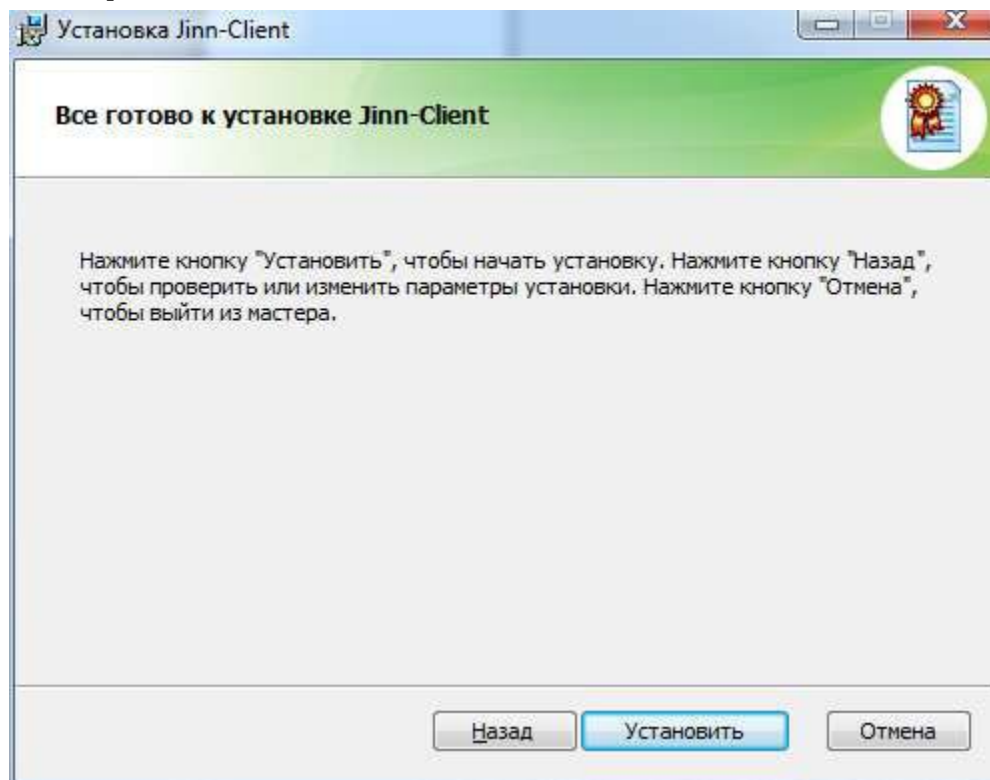 Установка Jinn-Client
Все готово к установке Jinn-Client
Нажмите кнопку "Установить", чтобы начать установку. Нажмите кнопку "Назад",
чтобы проверить или изменить параметры установки. Нажмите кнопку "Отмена",
чтобы выйти из мастера.
Назад
Установить
Отмена